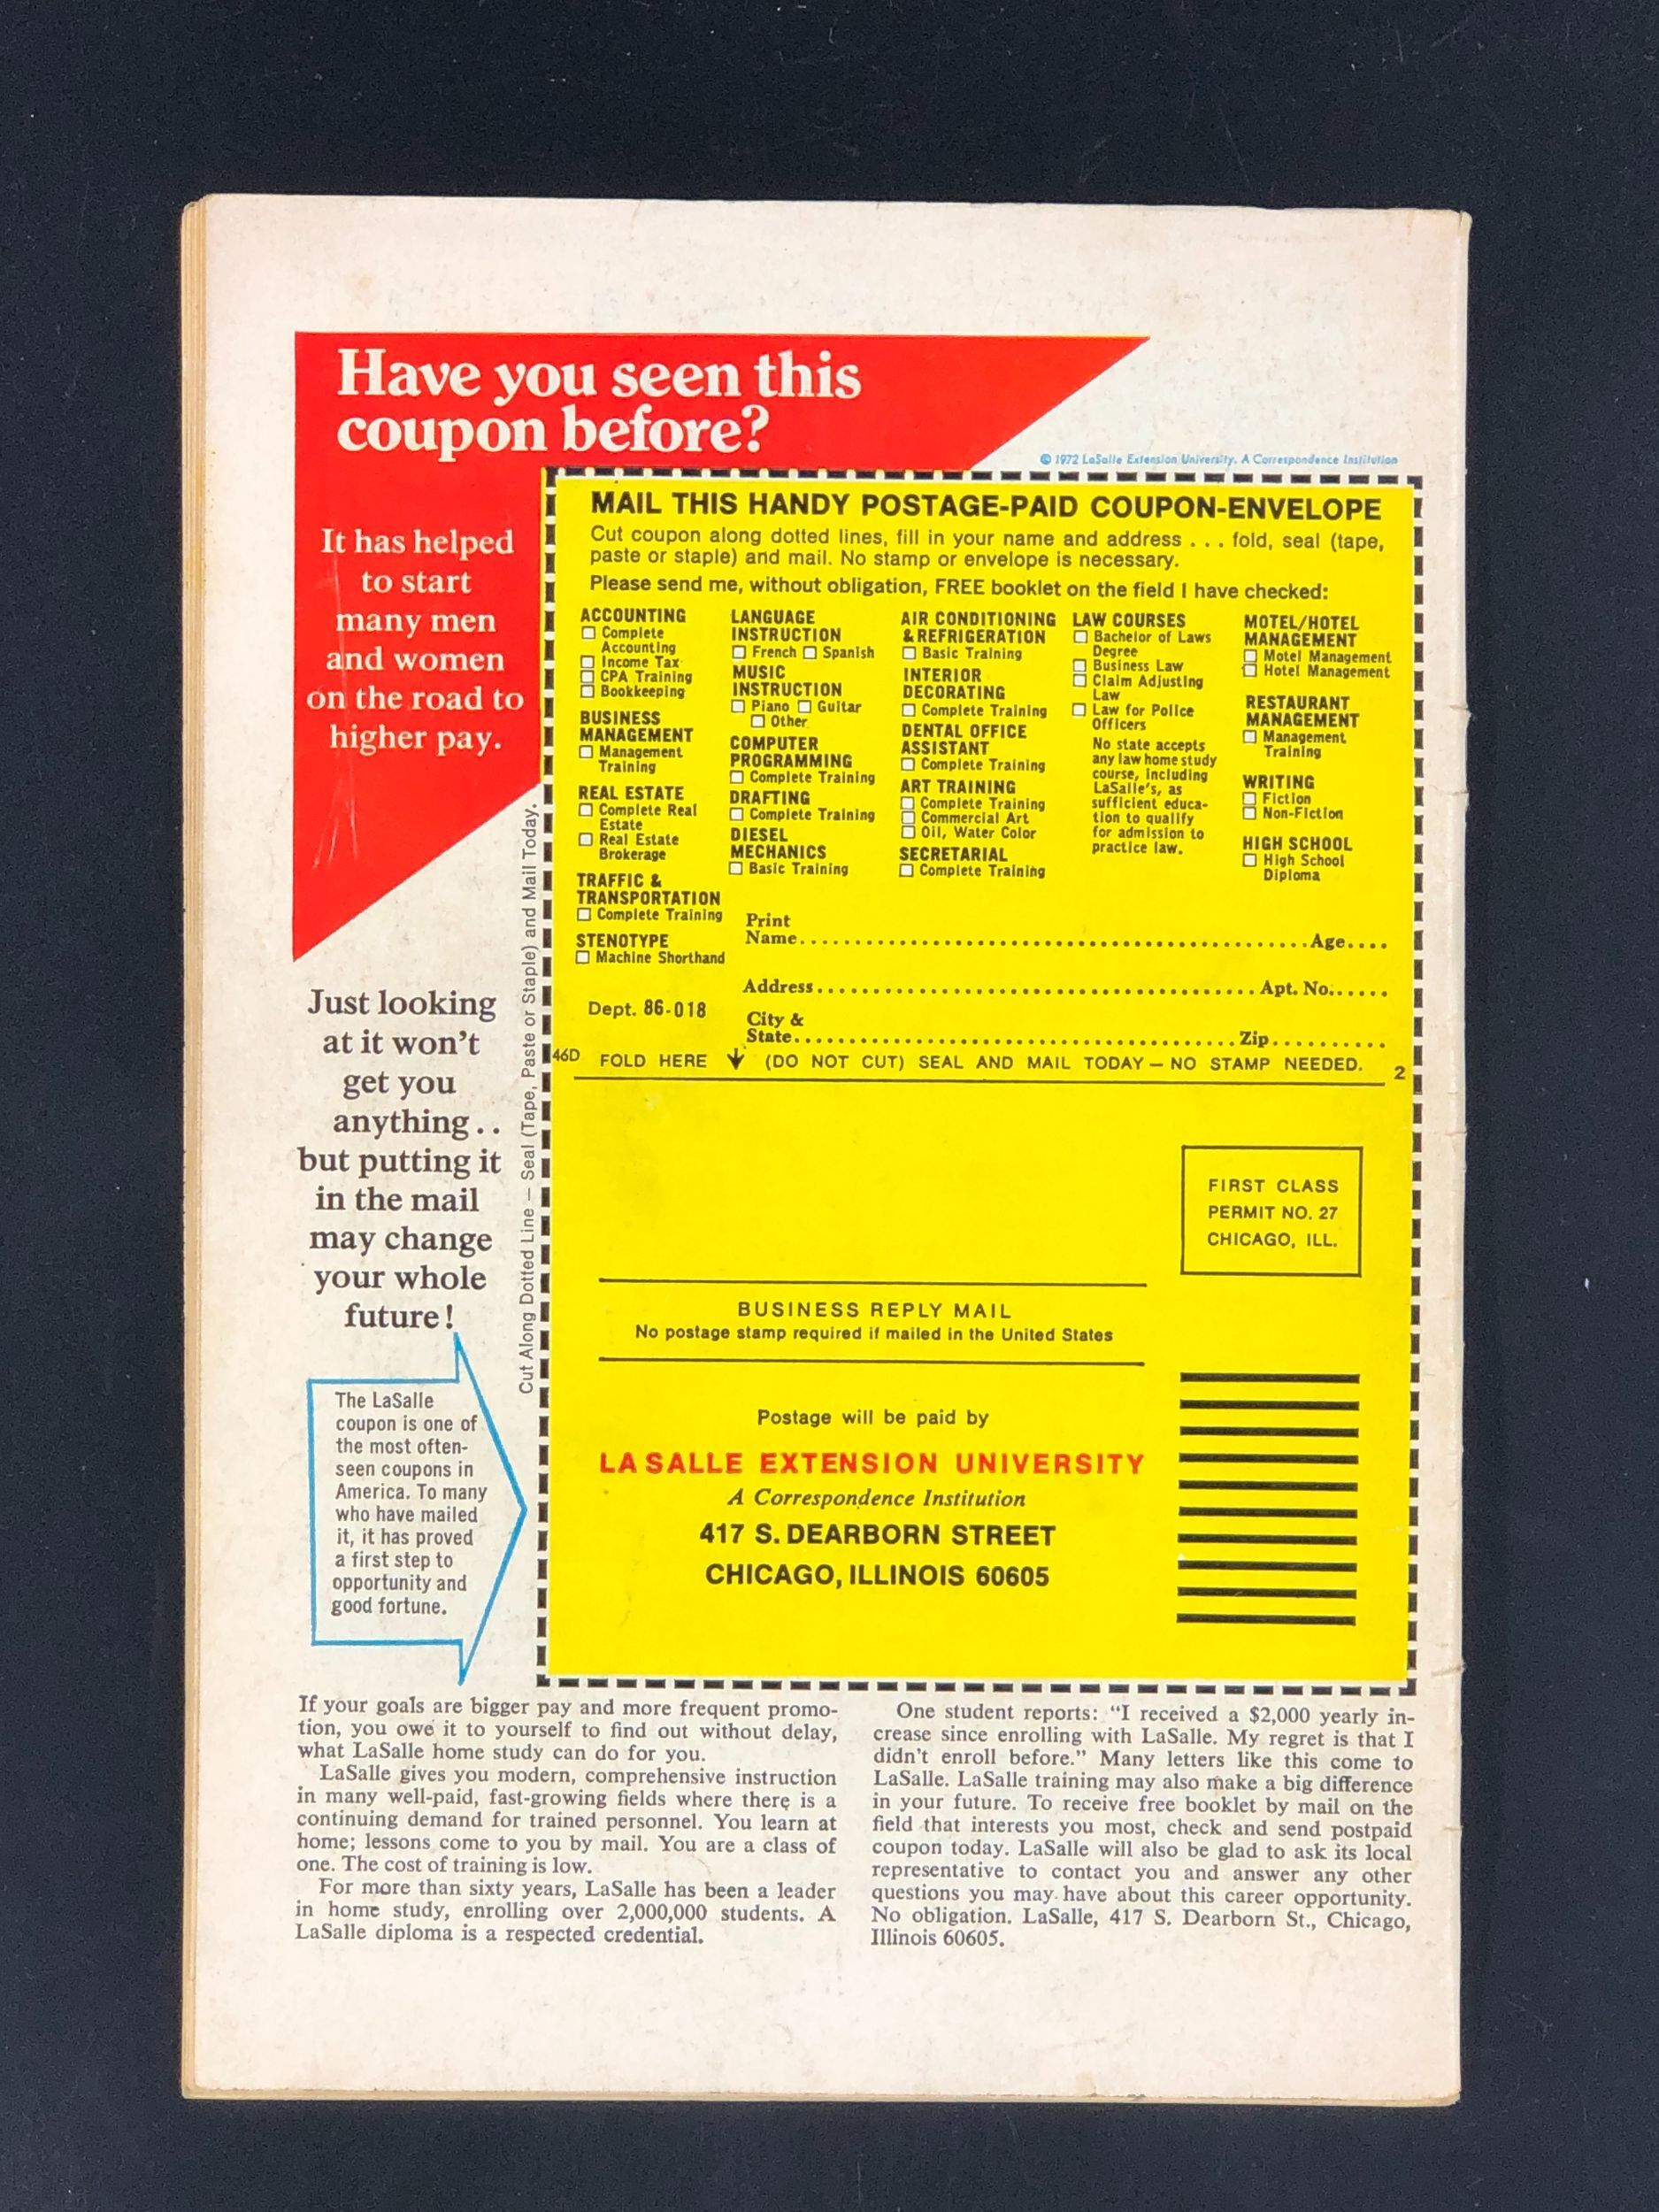 Have you seen this
coupon before?
© 1972 LaSalle Extension University, A Correspondence Institution
It has helped
to start
many men
and women
on the road to
higher pay.
Just looking
at it won't
get you
anything . .
but putting it
in the mail
may change
your whole
future!
The LaSalle
coupon is one of
the most often-
seen coupons in
America. To many
who have mailed
it, it has proved
a first step to
opportunity and
good fortune.
Cut Along Dotted Line — Seal (Tape, Paste or Staple) and Mail Today.
MAIL THIS HANDY POSTAGE-PAID COUPON-ENVELOPE
Cut coupon along dotted lines, fill in your name and address . . . fold, seal (tape,
paste or staple) and mail. No stamp or envelope is necessary.
Please send me, without obligation, FREE booklet on the field I have checked:
ACCOUNTING
☐ Complete
Accounting
☐ Income Tax
☐ CPA Training
☐ Bookkeeping
BUSINESS
MANAGEMENT
☐ Management
Training
REAL ESTATE
☐ Complete Real
Estate
☐ Real Estate
Brokerage
TRAFFIC &
TRANSPORTATION
☐ Complete Training
STENOTYPE
☐ Machine Shorthand
LANGUAGE
INSTRUCTION
☐ French ☐ Spanish
MUSIC
INSTRUCTION
☐ Piano ☐ Guitar
☐ Other
COMPUTER
PROGRAMMING
☐ Complete Training
DRAFTING
☐ Complete Training
DIESEL
MECHANICS
☐ Basic Training
AIR CONDITIONING
& REFRIGERATION
☐ Basic Training
INTERIOR
DECORATING
☐ Complete Training
DENTAL OFFICE
ASSISTANT
☐ Complete Training
ART TRAINING
☐ Complete Training
☐ Commercial Art
☐ Oil, Water Color
SECRETARIAL
☐ Complete Training
LAW COURSES
☐ Bachelor of Laws
Degree
☐ Business Law
☐ Claim Adjusting
Law
☐ Law for Police
Officers
No state accepts
any law home study
course, including
LaSalle's, as
sufficient educa-
tion to qualify
for admission to
practice law.
MOTEL/HOTEL
MANAGEMENT
☐ Motel Management
☐ Hotel Management
RESTAURANT
MANAGEMENT
☐ Management
Training
WRITING
☐ Fiction
☐ Non-Fiction
HIGH SCHOOL
☐ High School
Diploma
Print
Name........................................Age....
Address........................................Apt. No......
Dept. 86-018
City &
State........................................Zip..........
46D FOLD HERE ↓ (DO NOT CUT) SEAL AND MAIL TODAY — NO STAMP NEEDED. 2
FIRST CLASS
PERMIT NO. 27
CHICAGO, ILL.
BUSINESS REPLY MAIL
No postage stamp required if mailed in the United States
Postage will be paid by
LA SALLE EXTENSION UNIVERSITY
A Correspondence Institution
417 S. DEARBORN STREET
CHICAGO, ILLINOIS 60605
If your goals are bigger pay and more frequent promo-
tion, you owe it to yourself to find out without delay,
what LaSalle home study can do for you.
LaSalle gives you modern, comprehensive instruction
in many well-paid, fast-growing fields where there is a
continuing demand for trained personnel. You learn at
home; lessons come to you by mail. You are a class of
one. The cost of training is low.
For more than sixty years, LaSalle has been a leader
in home study, enrolling over 2,000,000 students. A
LaSalle diploma is a respected credential.
One student reports: "I received a $2,000 yearly in-
crease since enrolling with LaSalle. My regret is that I
didn't enroll before." Many letters like this come to
LaSalle. LaSalle training may also make a big difference
in your future. To receive free booklet by mail on the
field that interests you most, check and send postpaid
coupon today. LaSalle will also be glad to ask its local
representative to contact you and answer any other
questions you may have about this career opportunity.
No obligation. LaSalle, 417 S. Dearborn St., Chicago,
Illinois 60605.